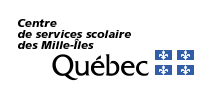 Centre
de services scolaire
des Mille-Îles
Québec